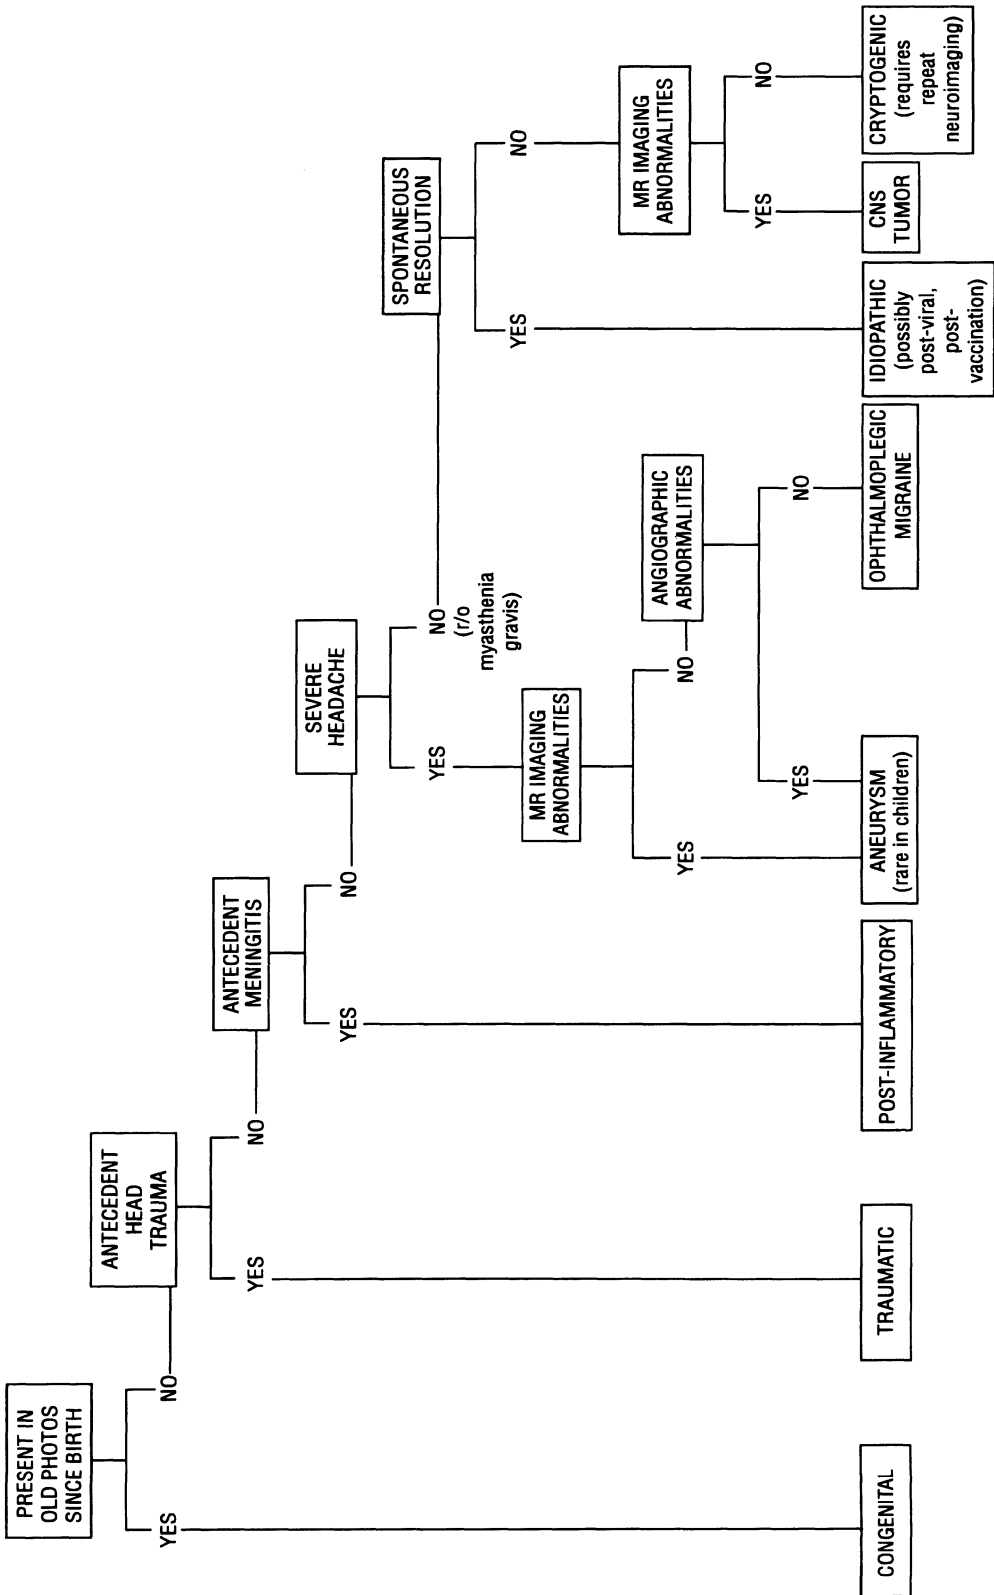 PRESENT IN
OLD PHOTOS
SINCE BIRTH
YES
NO
ANTECEDENT
HEAD
TRAUMA
YES
NO
ANTECEDENT
MENINGITIS
YES
NO
SEVERE
HEADACHE
YES
NO
(r/o
myasthenia
gravis)
SPONTANEOUS
RESOLUTION
YES
NO
MR IMAGING
ABNORMALITIES
YES
NO
ANGIOGRAPHIC
ABNORMALITIES
YES
NO
MR IMAGING
ABNORMALITIES
YES
NO
CONGENITAL
TRAUMATIC
POST-INFLAMMATORY
ANEURYSM
(rare in children)
OPHTHALMOPLEGIC
MIGRAINE
IDIOPATHIC
(possibly
post-viral,
post-
vaccination)
CNS
TUMOR
CRYPTOGENIC
(requires
repeat
neuroimaging)